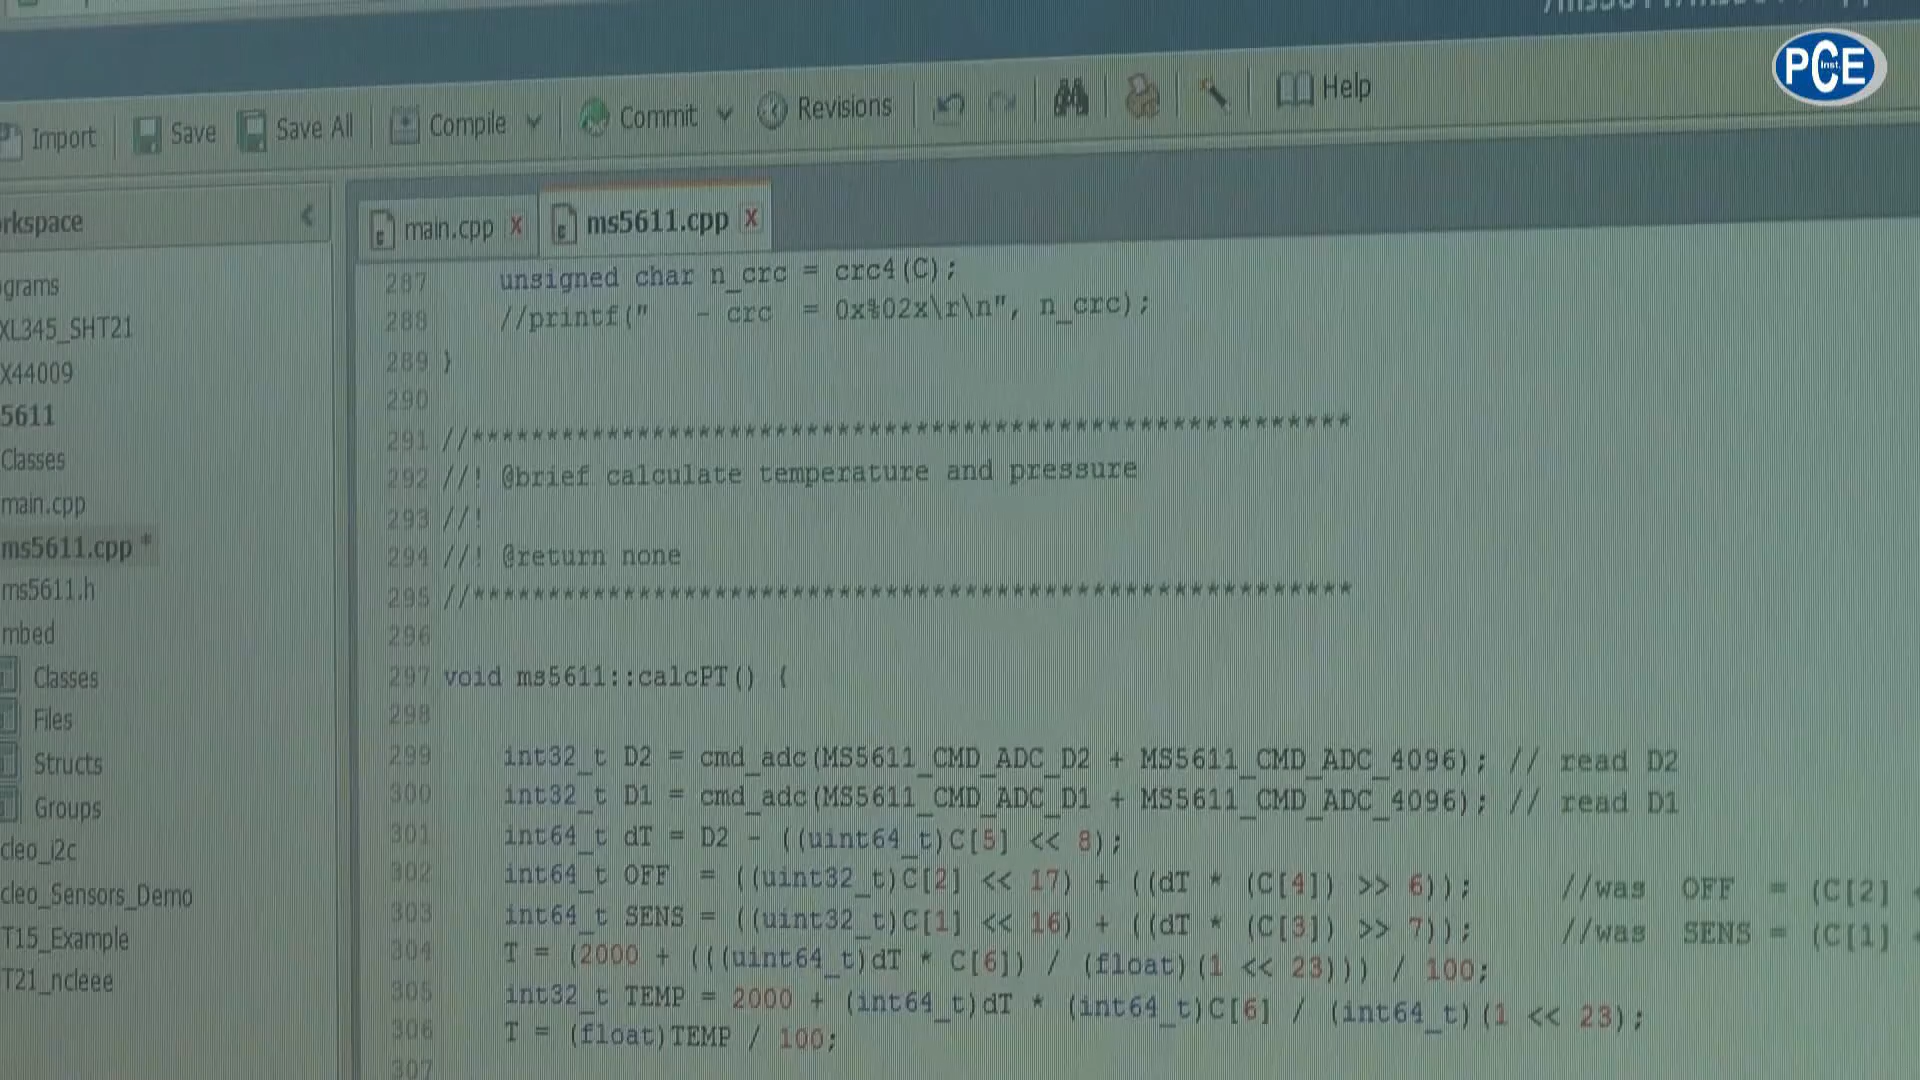 PCE
Inst.
Import Save Save All Compile Commit Revisions Help
rkspace
main.cpp x ms5611.cpp x
grams
XL345_SHT21
X44009
5611
Classes
main.cpp
ms5611.cpp *
ms5611.h
mbed
Classes
Files
Structs
Groups
cleo_i2c
cleo_Sensors_Demo
T15_Example
T21_ncleee
287 unsigned char n_crc = crc4(C);
288 //printf("   - crc  = 0x%02x\r\n", n_crc);
289 }
290
291 //**********************************************************
292 //! @brief calculate temperature and pressure
293 //!
294 //! @return none
295 //**********************************************************
296
297 void ms5611::calcPT() {
298
299 int32_t D2 = cmd_adc(MS5611_CMD_ADC_D2 + MS5611_CMD_ADC_4096); // read D2
300 int32_t D1 = cmd_adc(MS5611_CMD_ADC_D1 + MS5611_CMD_ADC_4096); // read D1
301 int64_t dT = D2 - ((uint64_t)C[5] << 8);
302 int64_t OFF  = ((uint32_t)C[2] << 17) + ((dT * (C[4]) >> 6)); //was OFF = (C[2]
303 int64_t SENS = ((uint32_t)C[1] << 16) + ((dT * (C[3]) >> 7)); //was SENS = (C[1]
304 T = (2000 + (((uint64_t)dT * C[6]) / (float)(1 << 23))) / 100;
305 int32_t TEMP = 2000 + (int64_t)dT * (int64_t)C[6] / (int64_t)(1 << 23);
306 T = (float)TEMP / 100;
307